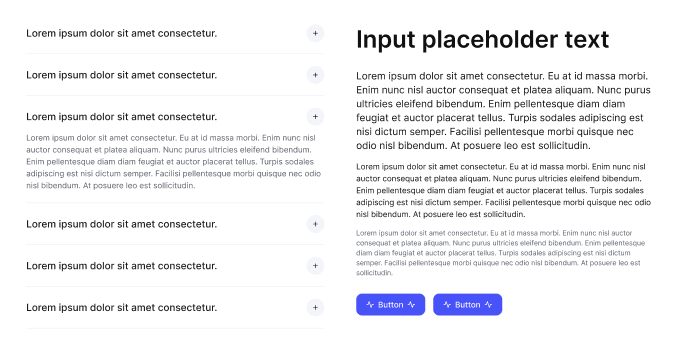 Lorem ipsum dolor sit amet consectetur.
+
Lorem ipsum dolor sit amet consectetur.
+
Lorem ipsum dolor sit amet consectetur.
+
Lorem ipsum dolor sit amet consectetur. Eu at id massa morbi. Enim nunc nisl
auctor consequat et platea aliquam. Nunc purus ultricies eleifend bibendum.
Enim pellentesque diam diam feugiat et auctor placerat tellus. Turpis sodales
adipiscing est nisi dictum semper. Facilisi pellentesque morbi quisque nec odio
nisl bibendum. At posuere leo est sollicitudin.
Lorem ipsum dolor sit amet consectetur.
+
Lorem ipsum dolor sit amet consectetur.
+
Lorem ipsum dolor sit amet consectetur.
+
Input placeholder text
Lorem ipsum dolor sit amet consectetur. Eu at id massa morbi.
Enim nunc nisl auctor consequat et platea aliquam. Nunc purus
ultricies eleifend bibendum. Enim pellentesque diam diam
feugiat et auctor placerat tellus. Turpis sodales adipiscing est
nisi dictum semper. Facilisi pellentesque morbi quisque nec
odio nisl bibendum. At posuere leo est sollicitudin.
Lorem ipsum dolor sit amet consectetur. Eu at id massa morbi. Enim nunc nisl
auctor consequat et platea aliquam. Nunc purus ultricies eleifend bibendum.
Enim pellentesque diam diam feugiat et auctor placerat tellus. Turpis sodales
adipiscing est nisi dictum semper. Facilisi pellentesque morbi quisque nec odio
nisl bibendum. At posuere leo est sollicitudin.
Lorem ipsum dolor sit amet consectetur. Eu at id massa morbi. Enim nunc nisl auctor
consequat et platea aliquam. Nunc purus ultricies eleifend bibendum. Enim pellentesque
diam diam feugiat et auctor placerat tellus. Turpis sodales adipiscing est nisi dictum
semper. Facilisi pellentesque morbi quisque nec odio nisl bibendum. At posuere leo est
sollicitudin.
Button
Button